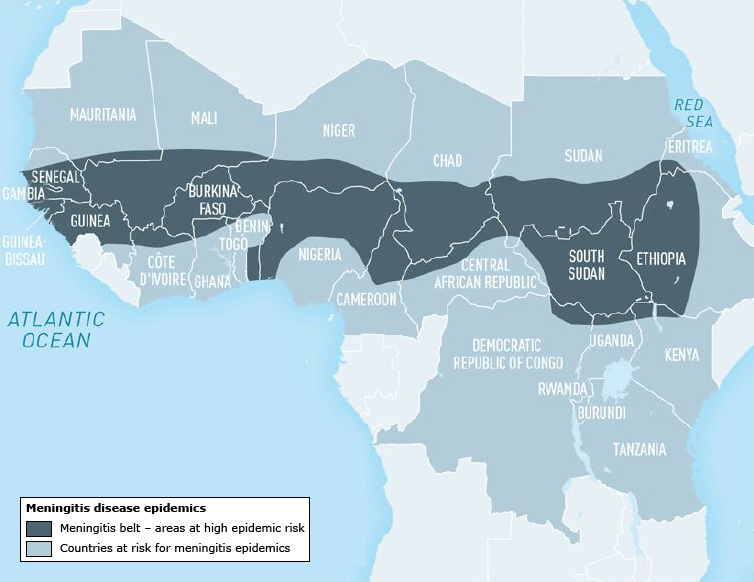 RED
SEA
MAURITANIA
MALI
NIGER
CHAD
SUDAN
ERITREA
SENEGAL
GAMBIA
BURKINA
FASO
GUINEA
GUINEA-
BISSAU
BENIN
TOGO
CÔTE
D'IVOIRE
GHANA
NIGERIA
CENTRAL
AFRICAN REPUBLIC
SOUTH
SUDAN
ETHIOPIA
CAMEROON
ATLANTIC
OCEAN
DEMOCRATIC
REPUBLIC OF CONGO
UGANDA
KENYA
RWANDA
BURUNDI
TANZANIA
Meningitis disease epidemics
Meningitis belt – areas at high epidemic risk
Countries at risk for meningitis epidemics